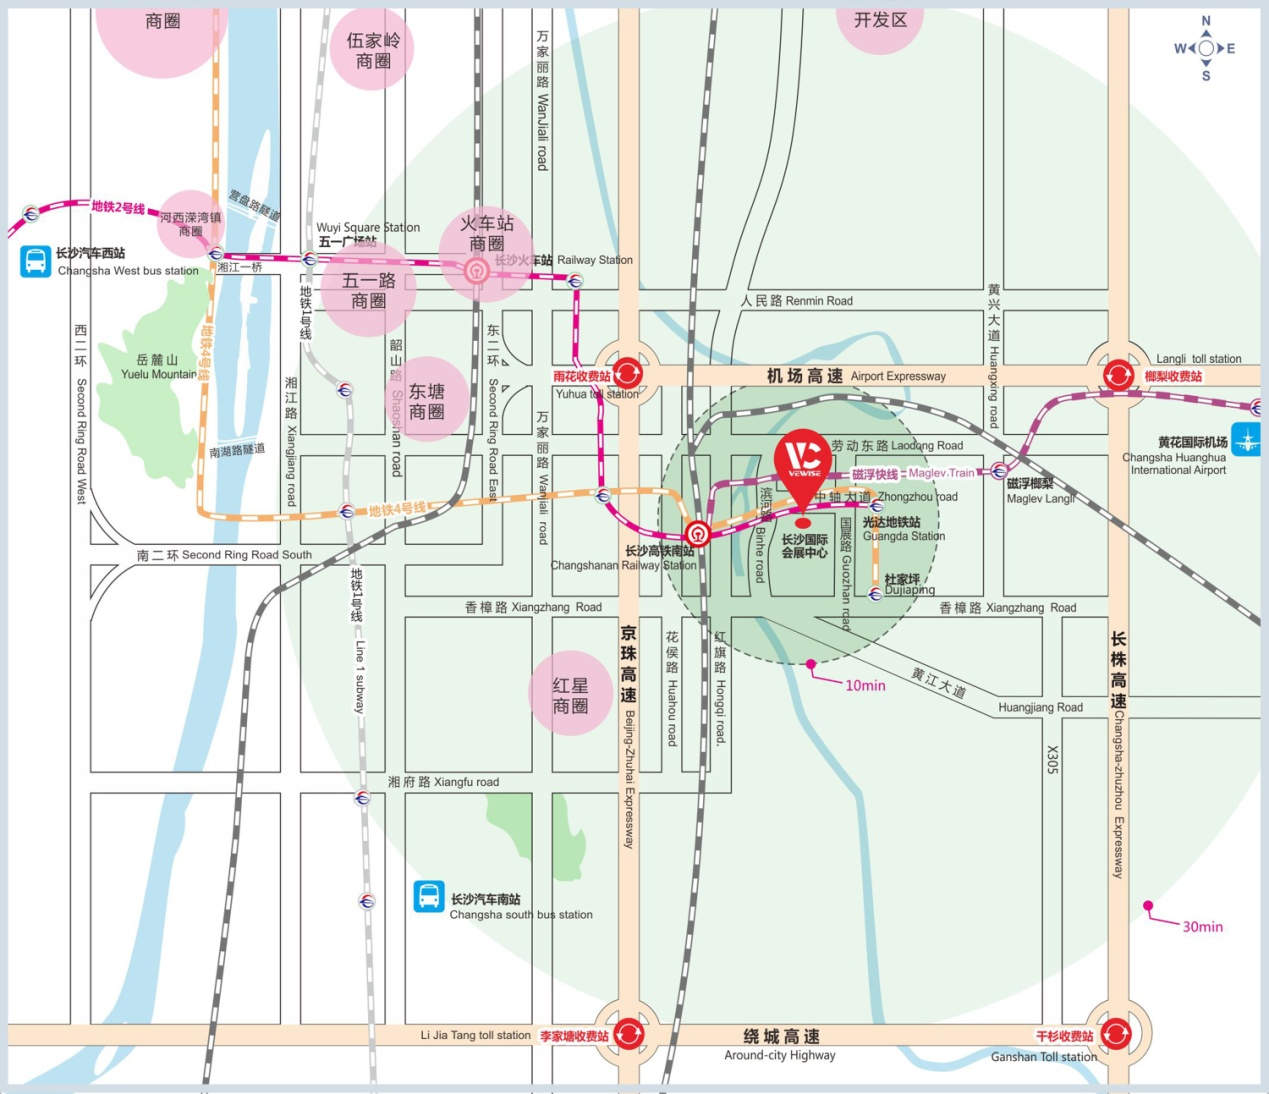 商圈
伍家岭
商圈
开发区
N
W
E
S
万家丽路 WanJiali road
营盘路隧道
地铁2号线
河西溁湾镇
商圈
Wuyi Square Station
五一广场站
火车站
商圈
长沙火车站 Railway Station
长沙汽车西站
Changsha West bus station
湘江一桥
五一路
商圈
地铁1号线
人民路 Renmin Road
黄兴大道 Huangxing road
西二环 Second Ring Road West
岳麓山
Yuelu Mountain
地铁4号线
韶山路 Shaoshan road
东二环 Second Ring Road East
湘江路 Xiangjiang road
东塘
商圈
雨花收费站
Yuhua toll station
机场高速 Airport Expressway
Langli toll station
榔梨收费站
万家丽路 Wanjiali road
南湖路隧道
劳动东路 Laodong Road
黄花国际机场
Changsha Huanghua
International Airport
VC
VEWISE
磁浮快线 Maglev Train
磁浮榔梨
Maglev Langli
中轴大道 Zhongzhou road
滨河路 Binhe road
光达地铁站
Guangda Station
国展路 Guozhan road
长沙国际
会展中心
地铁4号线
长沙高铁南站
Changshanan Railway Station
南二环 Second Ring Road South
杜家坪
Dujiaping
地铁1号线 Line 1 subway
香樟路 Xiangzhang Road
香樟路 Xiangzhang Road
京珠高速 Beijing-Zhuhai Expressway
花侯路 Huahou road
红旗路 Hongqi road.
长株高速 Changsha-zhuzhou Expressway
红星
商圈
10min
黄江大道
Huangjiang Road
X305
湘府路 Xiangfu road
长沙汽车南站
Changsha south bus station
30min
Li Jia Tang toll station
李家塘收费站
绕城高速
Around-city Highway
干杉收费站
Ganshan Toll station